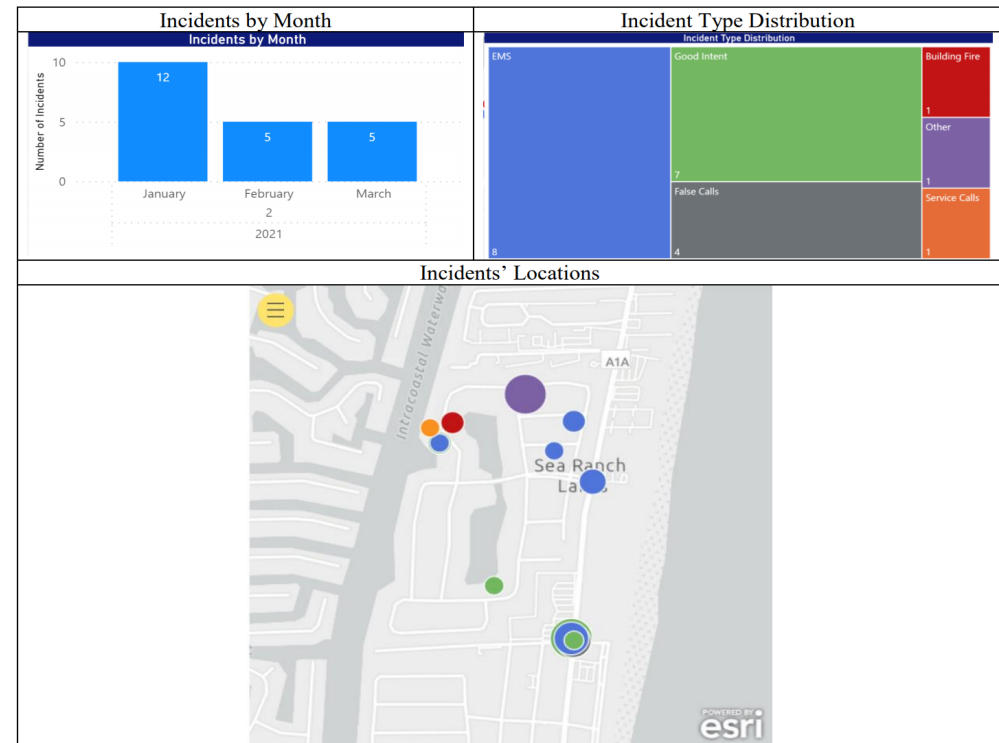 Incidents by Month
Incident Type Distribution
Incidents by Month
Number of Incidents
10
5
0
12
5
5
January
February
March
2
2021
Incident Type Distribution
EMS
8
Good Intent
7
False Calls
4
Building Fire
1
Other
1
Service Calls
1
Incidents’ Locations
Intracoastal Waterwa
A1A
Sea Ranch
La
s
POWERED BY
esri